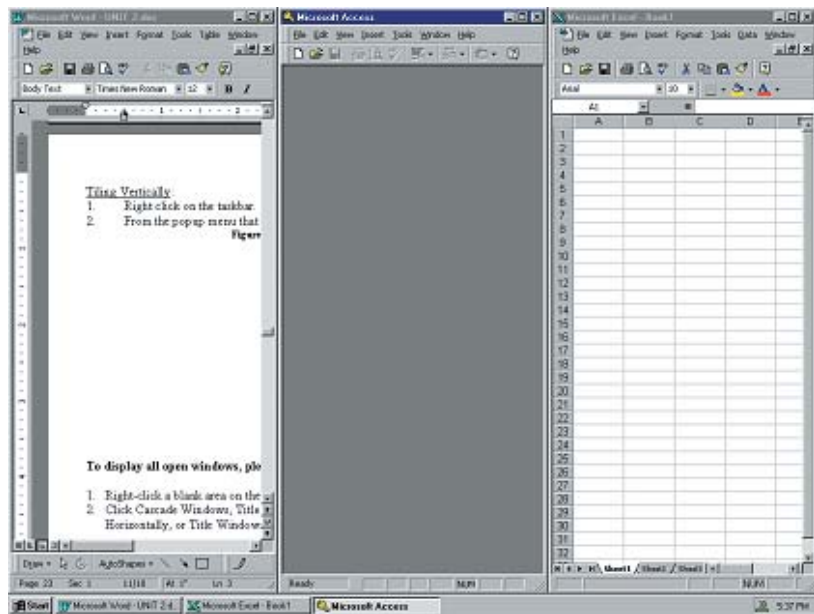 Microsoft Word - UNIT 2.doc
File Edit View Insert Format Tools Table Window
Help
Body Text Times New Roman 12 B I
Tiling Vertically
1. Right click on the taskbar.
2. From the popup menu that
Figure
To display all open windows, ple
1. Right-click a blank area on the
2. Click Cascade Windows, Title
Horizontally, or Title Window
Draw AutoShapes
Page 23 Sec 1 11/18 At 1" Ln 3
Microsoft Access
File Edit View Insert Tools Window Help
Ready NUM
Microsoft Excel - Book1
File Edit View Insert Format Tools Data Window
Help
Arial 10
A1 =
A B C D E
1
2
3
4
5
6
7
8
9
10
11
12
13
14
15
16
17
18
19
20
21
22
23
24
25
26
27
28
29
30
31
32
Sheet1 Sheet2 Sheet3
NUM
Start Microsoft Word - UNIT 2.d... Microsoft Excel - Book1 Microsoft Access 5:37 PM